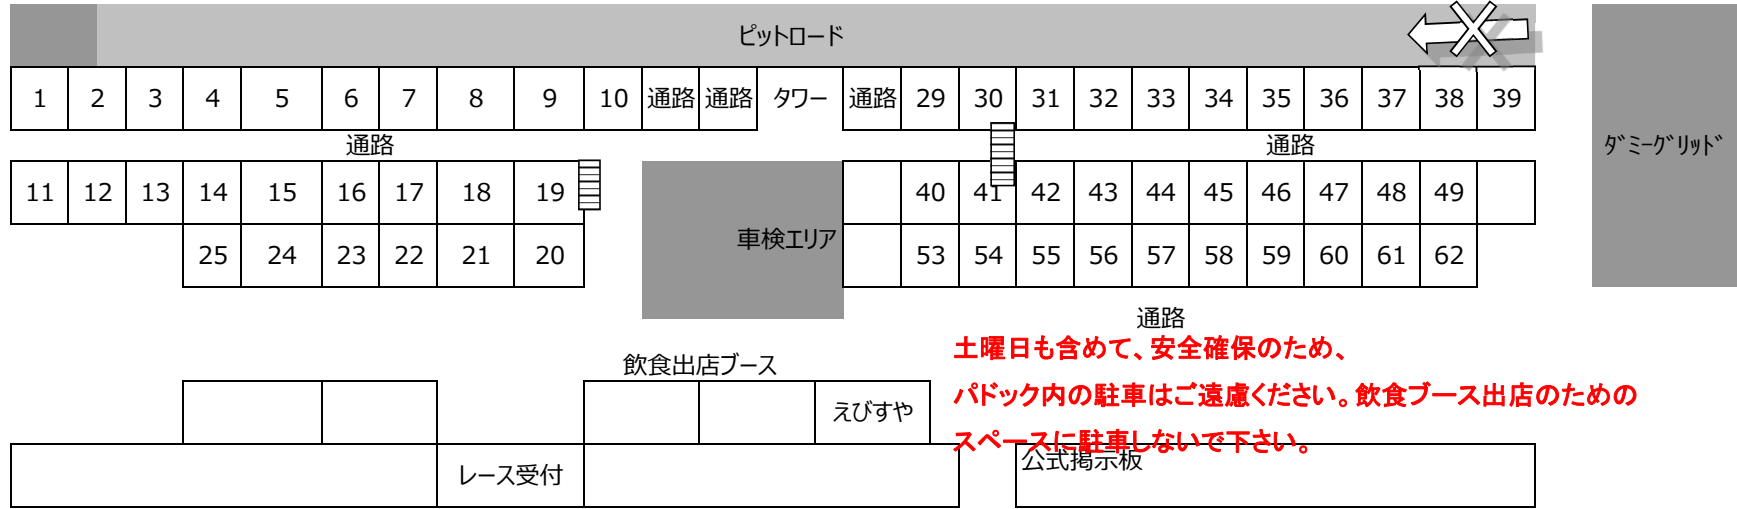 ピットロード
1 2 3 4 5 6 7 8 9 10 通路 通路 タワー 通路 29 30 31 32 33 34 35 36 37 38 39
通路 通路
ダミーグリッド
11 12 13 14 15 16 17 18 19 40 41 42 43 44 45 46 47 48 49
車検エリア
25 24 23 22 21 20 53 54 55 56 57 58 59 60 61 62
通路
土曜日も含めて、安全確保のため、
飲食出店ブース
パドック内の駐車はご遠慮ください。飲食ブース出店のための
えびすや
スペースに駐車しないで下さい。
公式掲示板
レース受付